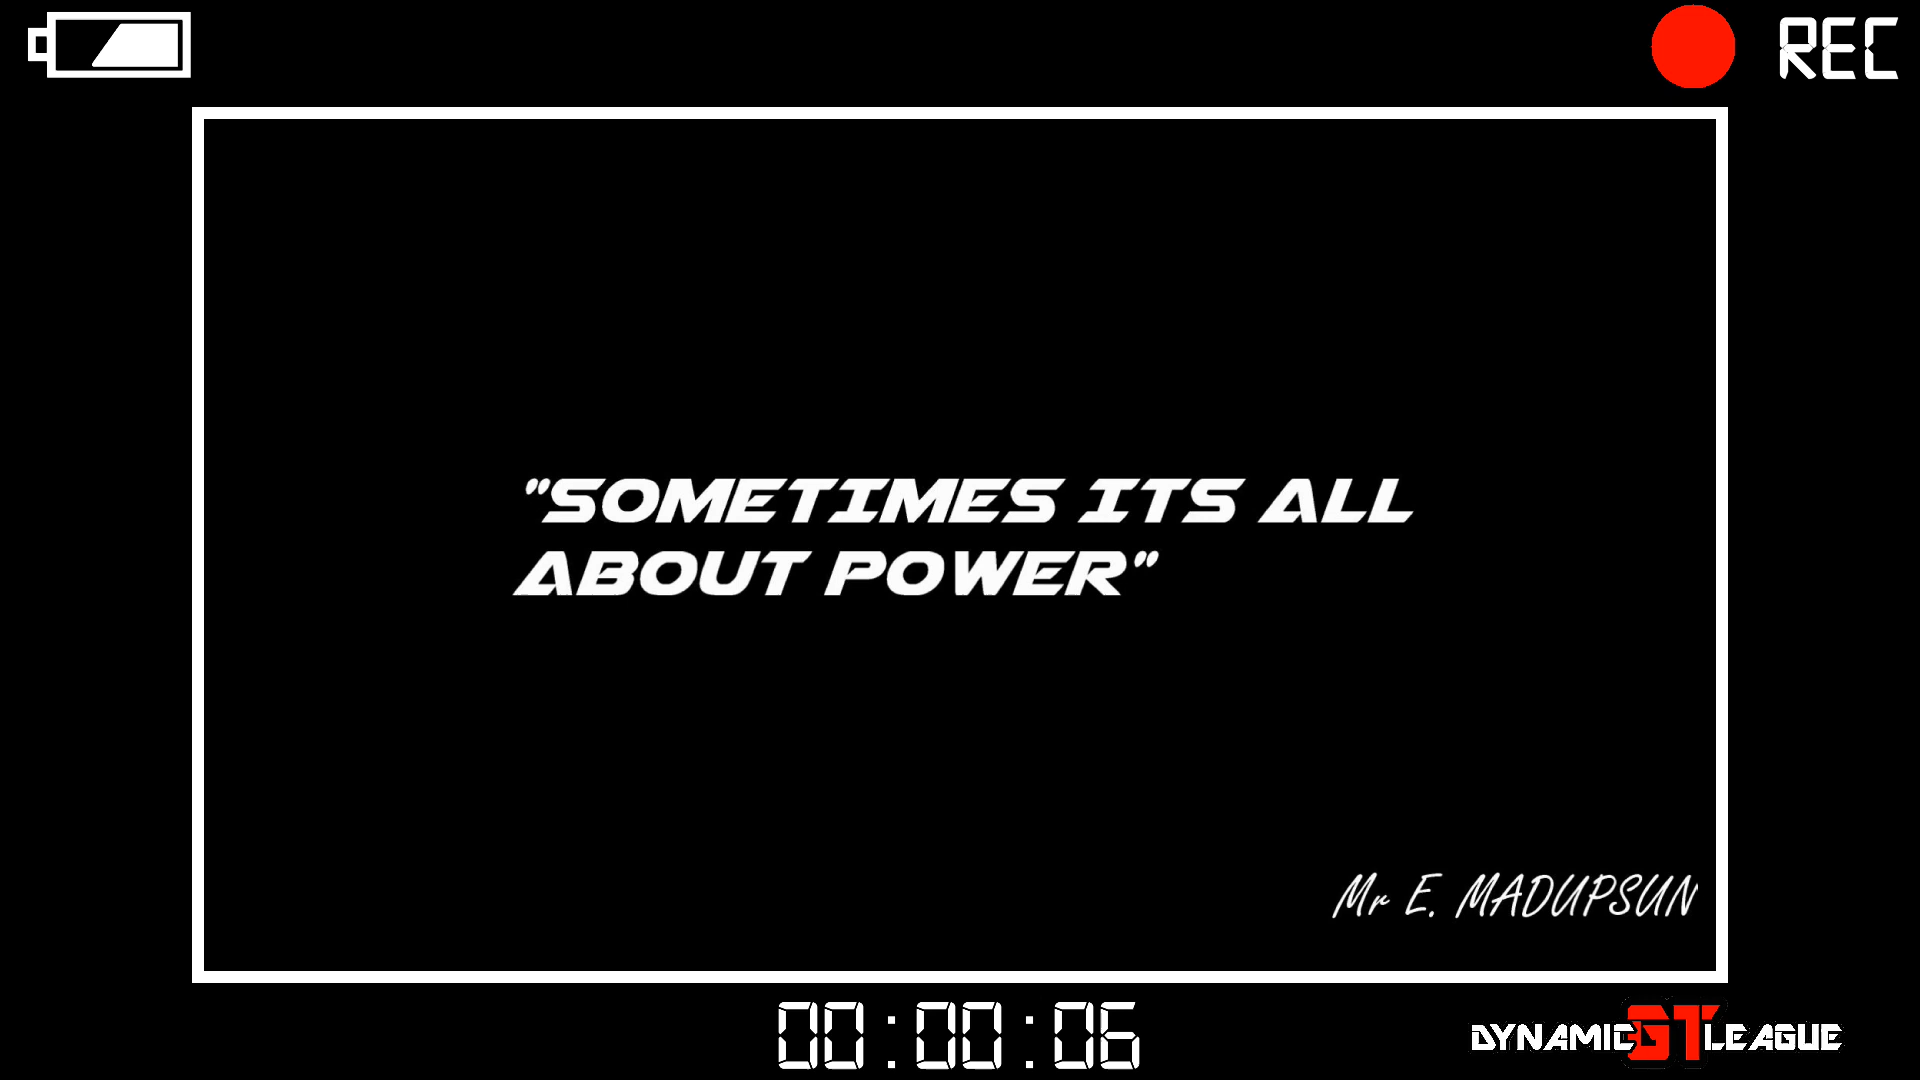 REC
"SOMETIMES ITS ALL
ABOUT POWER"
Mr E. MADUPSUN
00:00:06
DYNAMIC GT LEAGUE